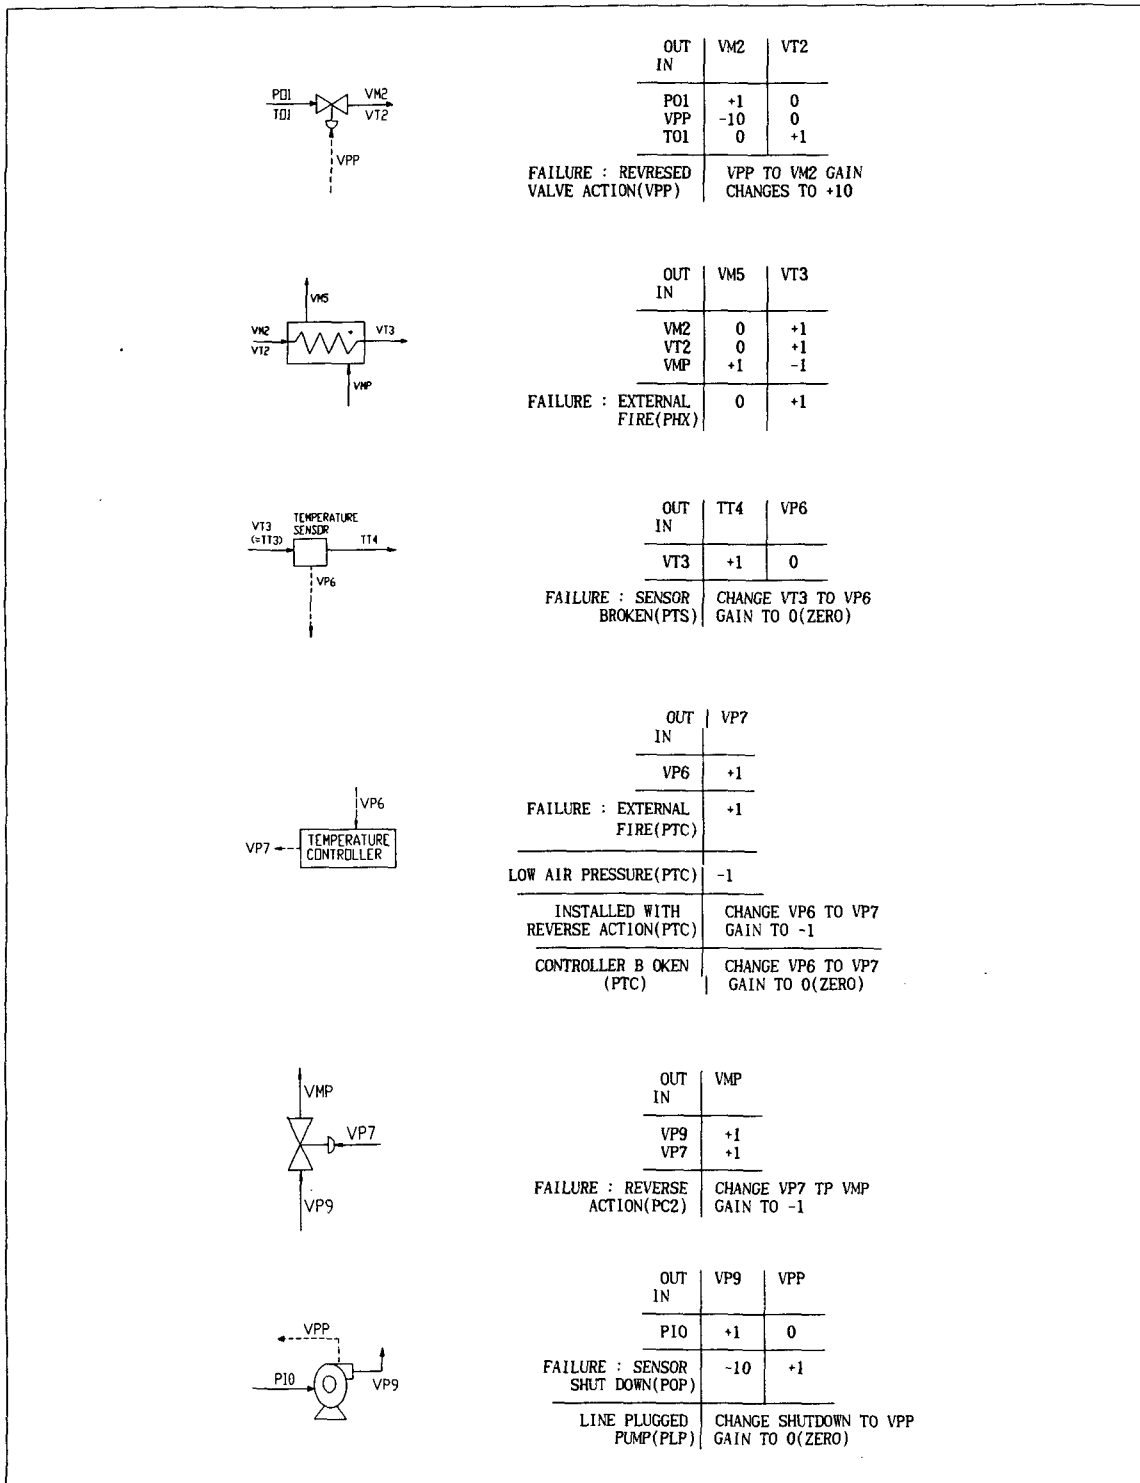 PO1
TO1
VM2
VT2
VPP
OUT VM2 VT2
IN
PO1 +1 0
VPP -10 0
TO1 0 +1
FAILURE : REVRESED VPP TO VM2 GAIN
VALVE ACTION(VPP) CHANGES TO +10
VM5
VM2
VT2
VT3
VMP
OUT VM5 VT3
IN
VM2 0 +1
VT2 0 +1
VMP +1 -1
FAILURE : EXTERNAL 0 +1
FIRE(PHX)
TEMPERATURE
SENSOR
VT3
(=TT3)
TT4
VP6
OUT TT4 VP6
IN
VT3 +1 0
FAILURE : SENSOR CHANGE VT3 TO VP6
BROKEN(PTS) GAIN TO 0(ZERO)
VP6
VP7
TEMPERATURE
CONTROLLER
OUT VP7
IN
VP6 +1
FAILURE : EXTERNAL +1
FIRE(PTC)
LOW AIR PRESSURE(PTC) -1
INSTALLED WITH CHANGE VP6 TO VP7
REVERSE ACTION(PTC) GAIN TO -1
CONTROLLER B OKEN CHANGE VP6 TO VP7
(PTC) GAIN TO 0(ZERO)
VMP
VP7
VP9
OUT VMP
IN
VP9 +1
VP7 +1
FAILURE : REVERSE CHANGE VP7 TP VMP
ACTION(PC2) GAIN TO -1
VPP
PIO
VP9
OUT VP9 VPP
IN
PIO +1 0
FAILURE : SENSOR -10 +1
SHUT DOWN(POP)
LINE PLUGGED CHANGE SHUTDOWN TO VPP
PUMP(PLP) GAIN TO 0(ZERO)